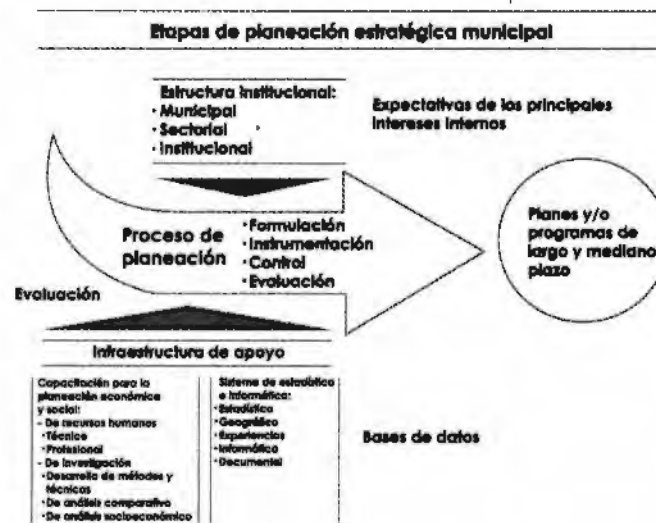 Etapas de planeación estratégica municipal
Estructura institucional:
· Municipal
· Sectorial
· Institucional
Expectativas de los principales
intereses internos
Proceso de
planeación
· Formulación
· Instrumentación
· Control
· Evaluación
Planes y/o
programas de
largo y mediano
plazo
Evaluación
Infraestructura de apoyo
Capacitación para la
planeación económica
y social:
- De recursos humanos
· Técnico
· Profesional
- De investigación
· Desarrollo de métodos y
técnicas
· De análisis comparativo
· De análisis socioeconómico
Sistema de estadística
e informática:
· Estadística
· Geográfico
· Experiencias
· Informático
· Documental
Bases de datos